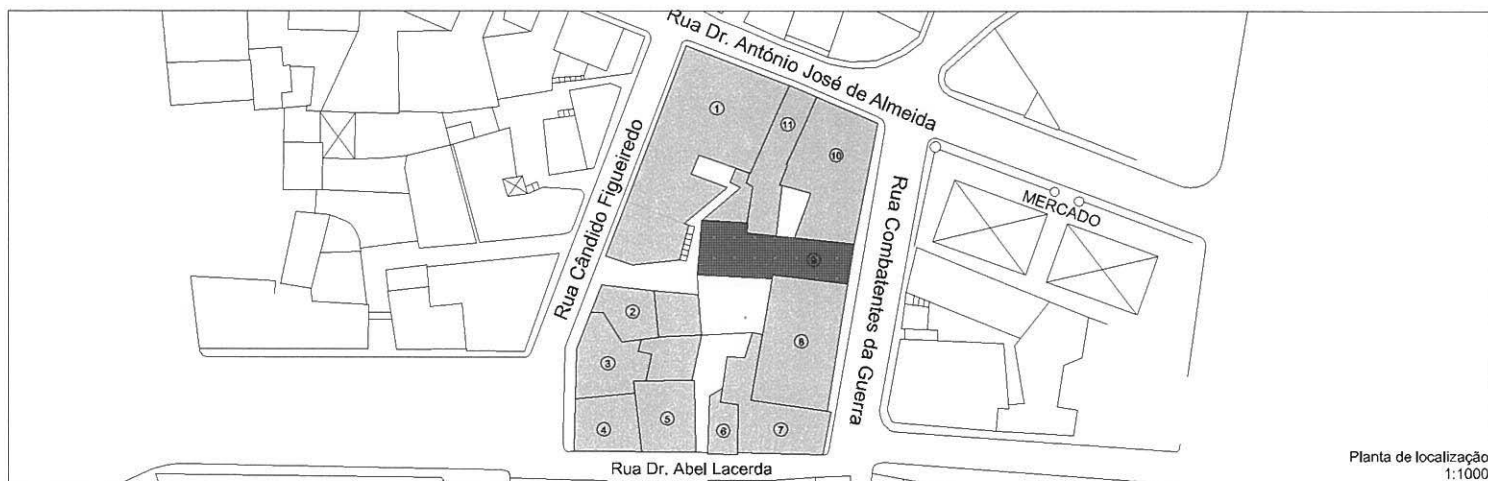 Rua Dr. António José de Almeida
Rua Cândido Figueiredo
Rua Combatentes da Guerra
MERCADO
1
11
10
9
2
3
8
4
5
6
7
Rua Dr. Abel Lacerda
Planta de localização
1:1000